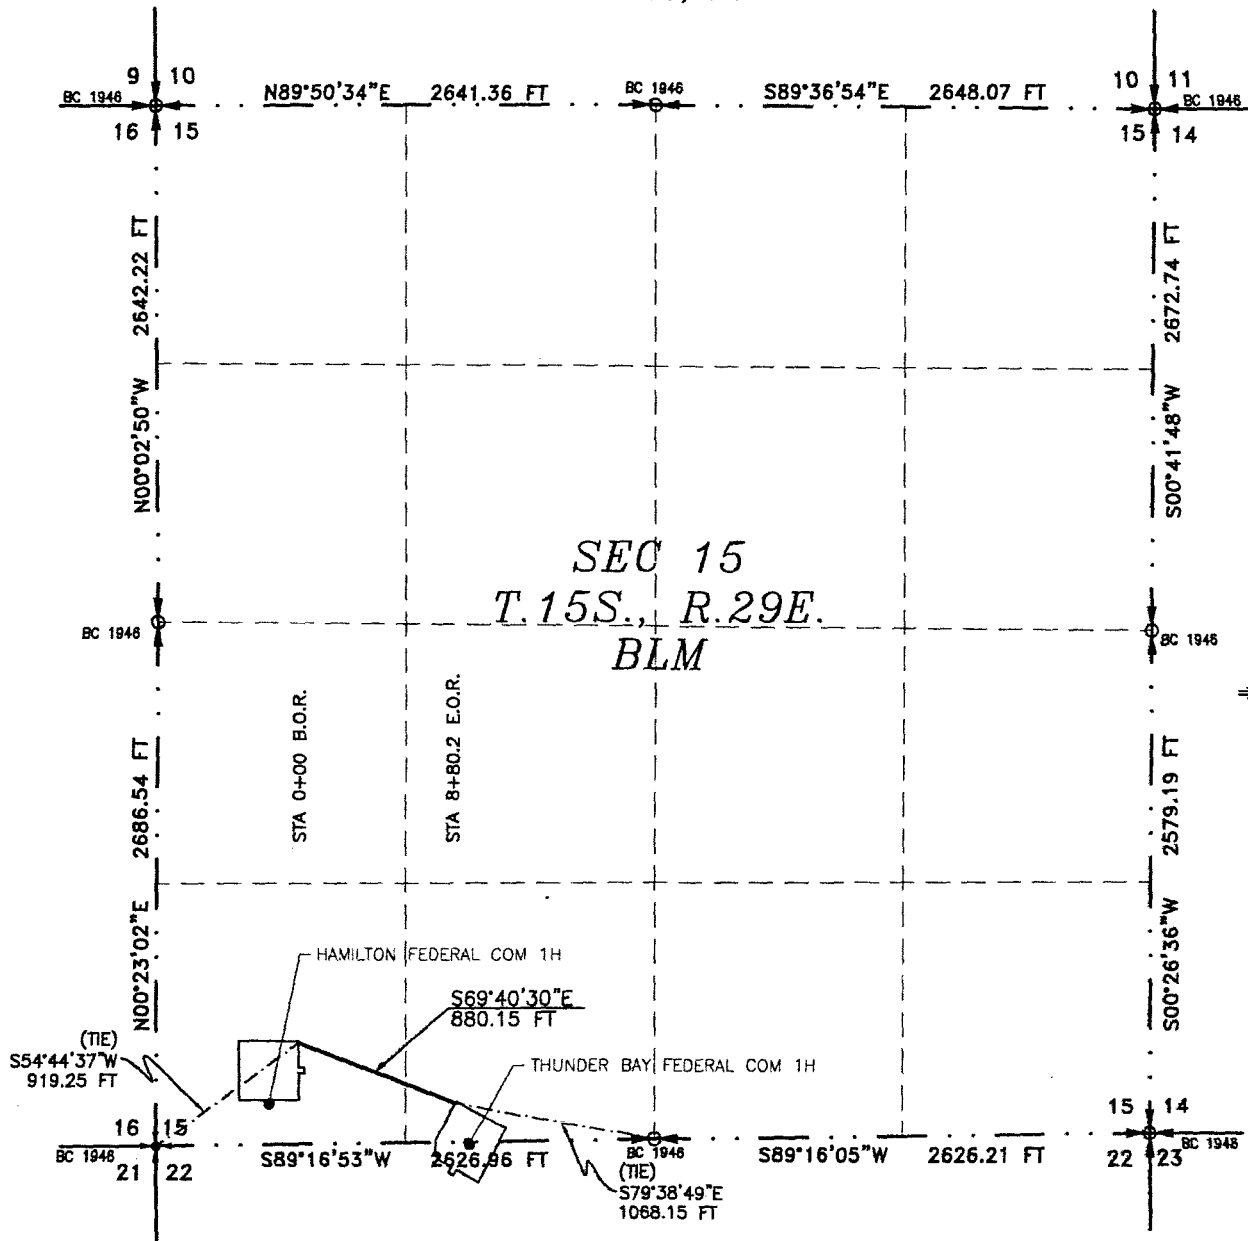 9 10
10 11
BC 1946
N89°50'34"E 2641.36 FT
BC 1946
S89°36'54"E 2648.07 FT
BC 1946
16 15
15 14
2642.22 FT
N00°02'50"W
2672.74 FT
S00°41'48"W
SEC 15
T.15S., R.29E.
BLM
BC 1946
BC 1946
STA 0+00 B.O.R.
STA 8+80.2 E.O.R.
2686.54 FT
N00°23'02"E
2579.19 FT
S00°26'36"W
HAMILTON FEDERAL COM 1H
S69°40'30"E
880.15 FT
(TIE)
S54°44'37"W
919.25 FT
THUNDER BAY FEDERAL COM 1H
16 15
15 14
BC 1946
S89°16'53"W 2626.96 FT
BC 1946
S89°16'05"W 2626.21 FT
BC 1946
21 22
22 23
(TIE)
S79°38'49"E
1068.15 FT